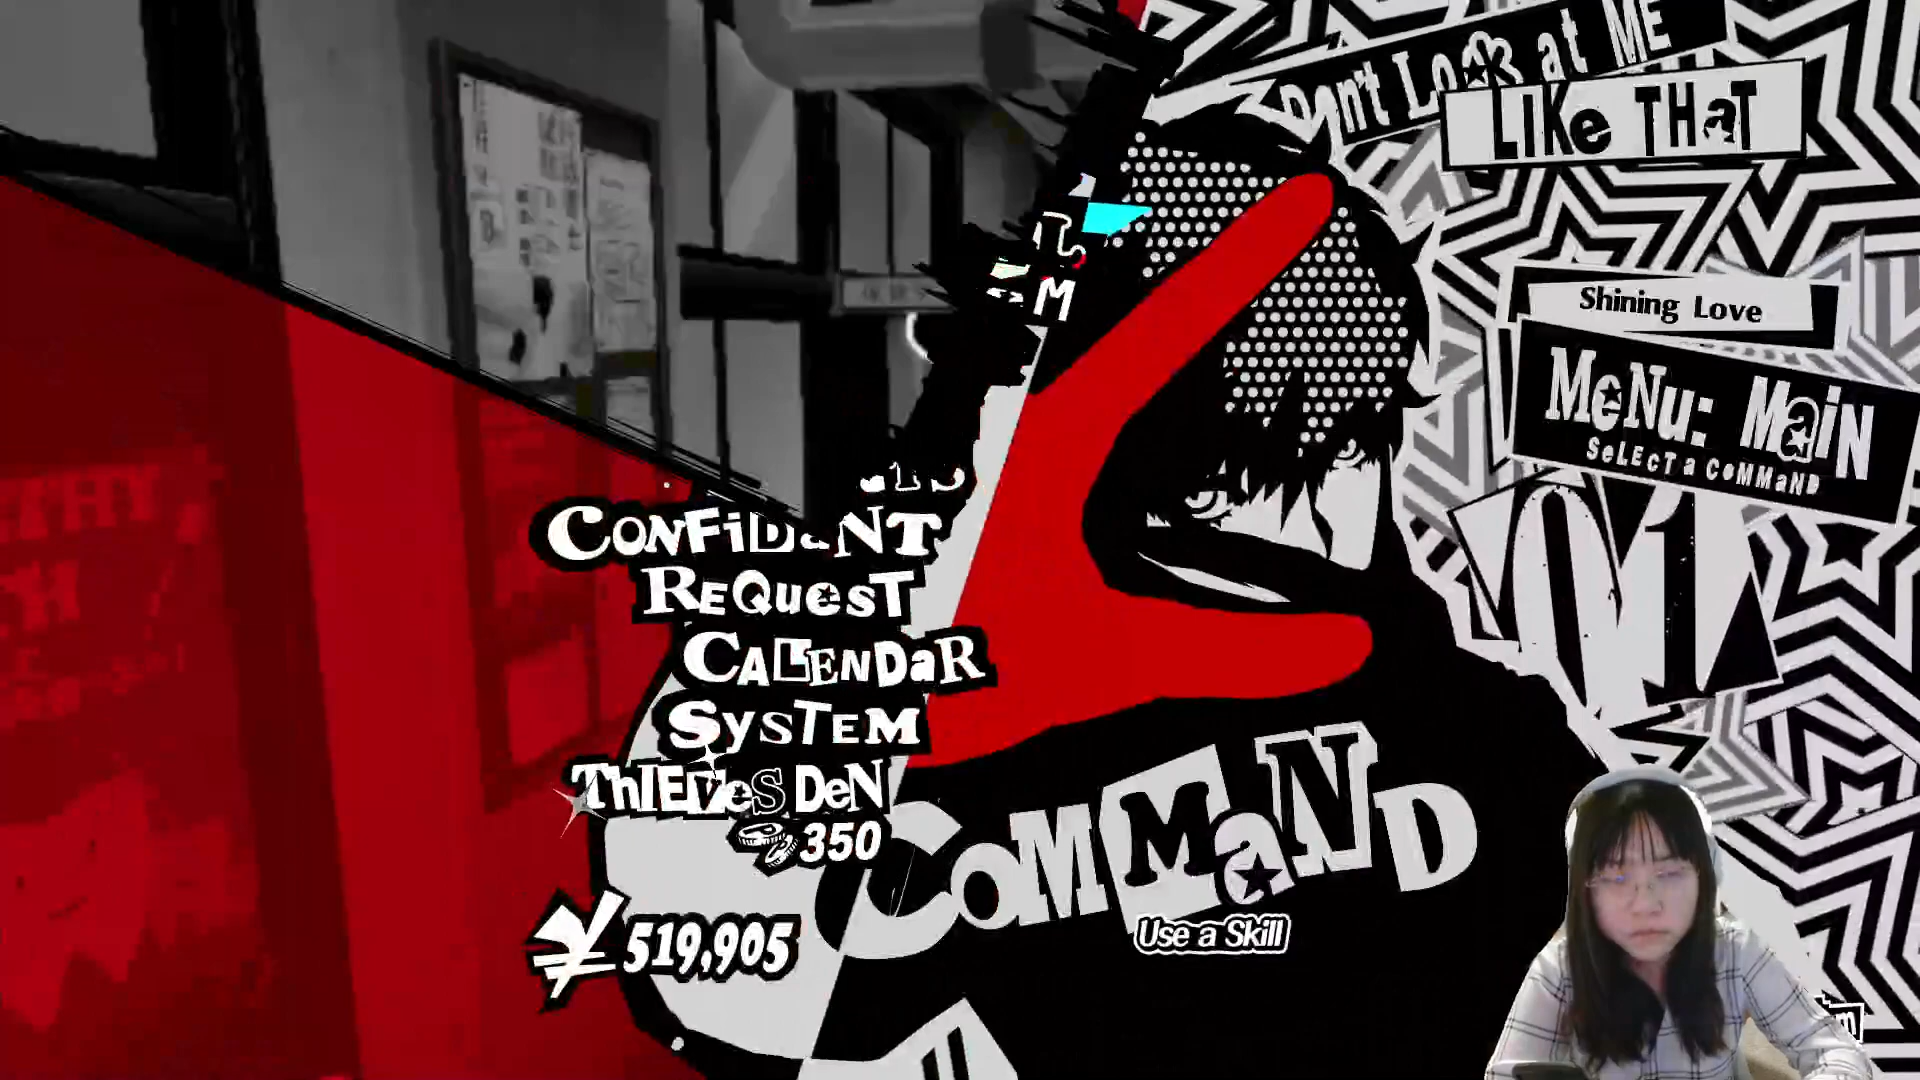 Don't Look at ME
LIKe THaT
Shining Love
MeNu: MaiN
SeLECT a CoMMaND
01
CONFiDaNT
ReQuesT
CALENDaR
SySTEM
ThIEVeS DeN
350
¥519,905
CoMMaND
Use a Skill